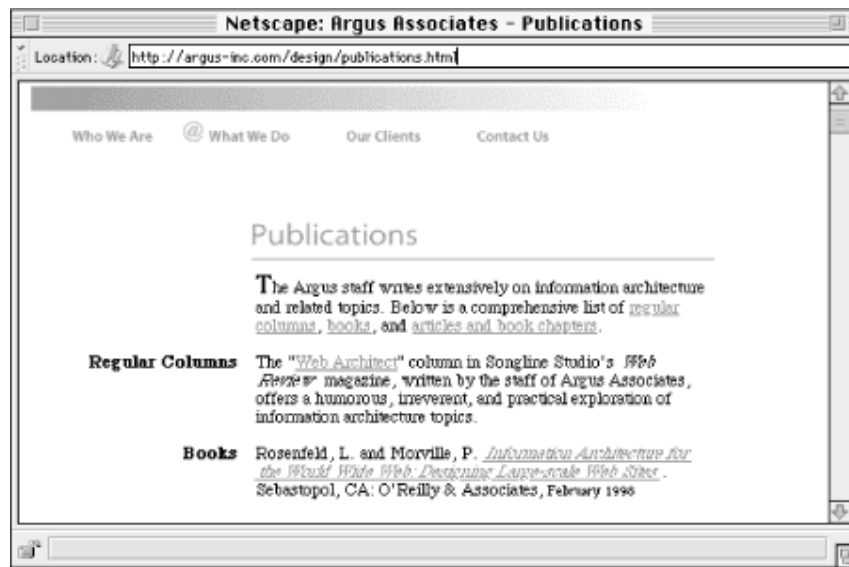 Netscape: Argus Associates - Publications
Location: http://argus-inc.com/design/publications.html
Who We Are @ What We Do Our Clients Contact Us
Publications
The Argus staff writes extensively on information architecture
and related topics. Below is a comprehensive list of regular
columns, books, and articles and book chapters.
Regular Columns The "Web Architect" column in Songline Studio's Web
Review magazine, written by the staff of Argus Associates,
offers a humorous, irreverent, and practical exploration of
information architecture topics.
Books Rosenfeld, L. and Morville, P. Information Architecture for
the World Wide Web: Designing Large-scale Web Sites.
Sebastopol, CA: O'Reilly & Associates, February 1998